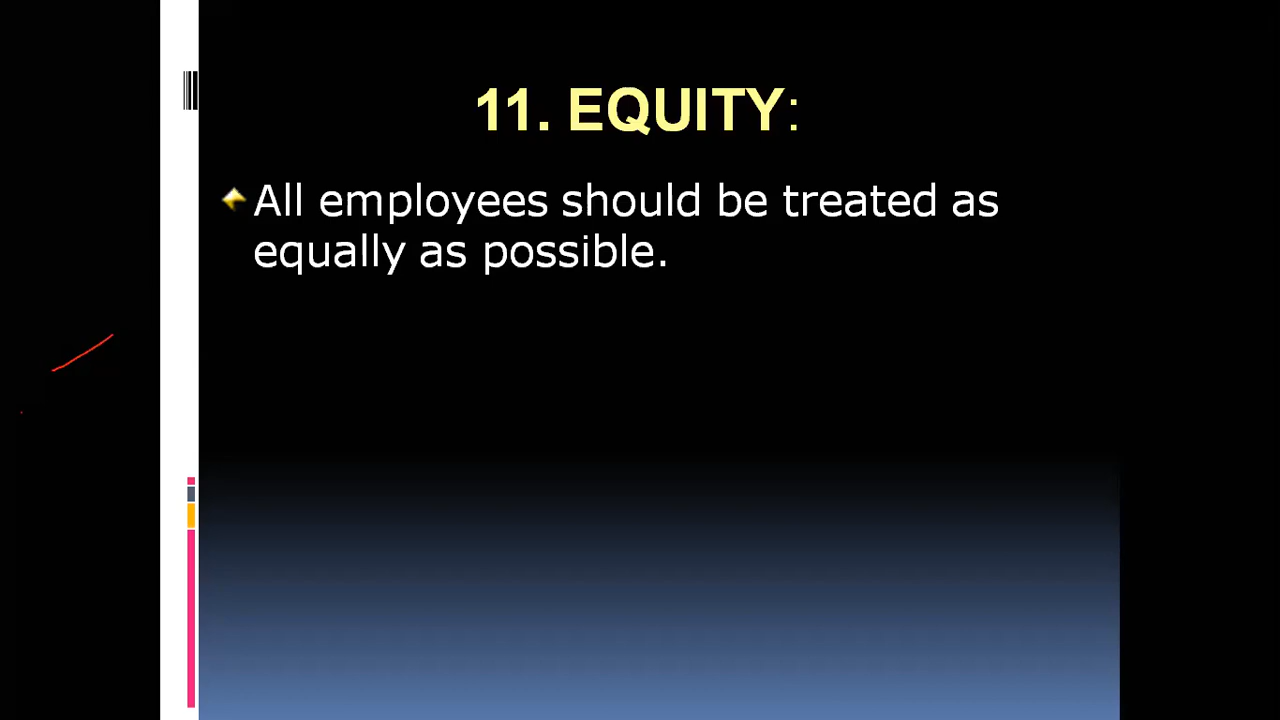 11. EQUITY:
All employees should be treated as
equally as possible.